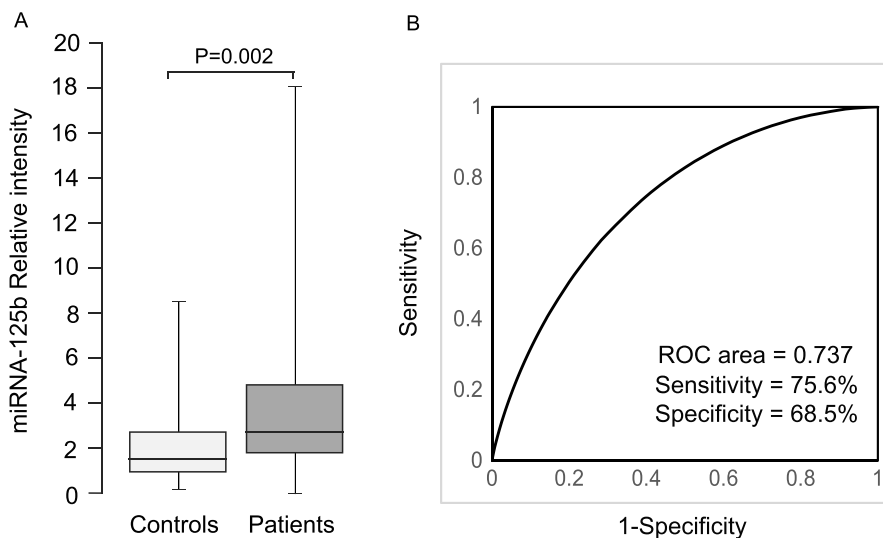 A
miRNA-125b Relative intensity
20
18
16
14
12
10
8
6
4
2
0
P=0.002
Controls
Patients
B
Sensitivity
1
0.8
0.6
0.4
0.2
0
ROC area = 0.737
Sensitivity = 75.6%
Specificity = 68.5%
0
0.2
0.4
0.6
0.8
1
1-Specificity